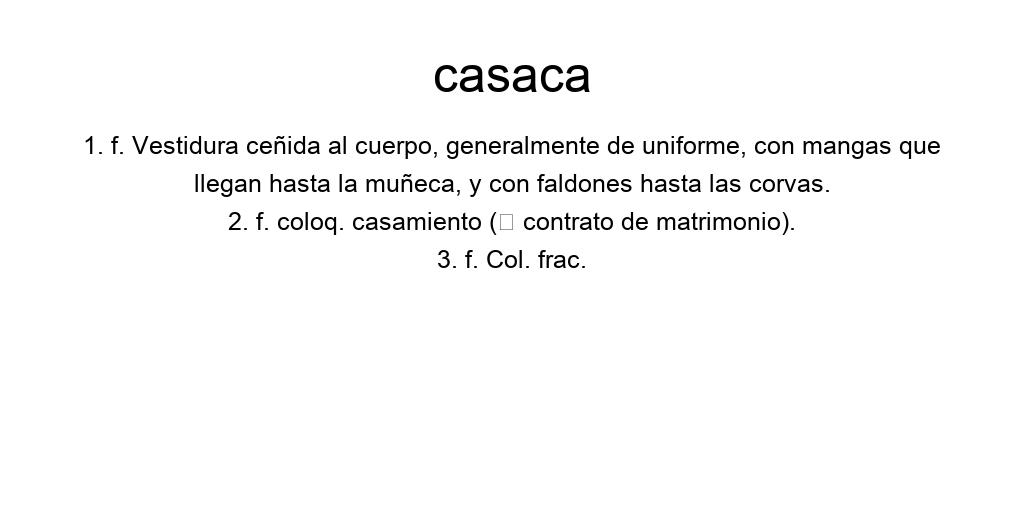 casaca
1. f. Vestidura ceñida al cuerpo, generalmente de uniforme, con mangas que
llegan hasta la muñeca, y con faldones hasta las corvas.
2. f. coloq. casamiento (□ contrato de matrimonio).
3. f. Col. frac.